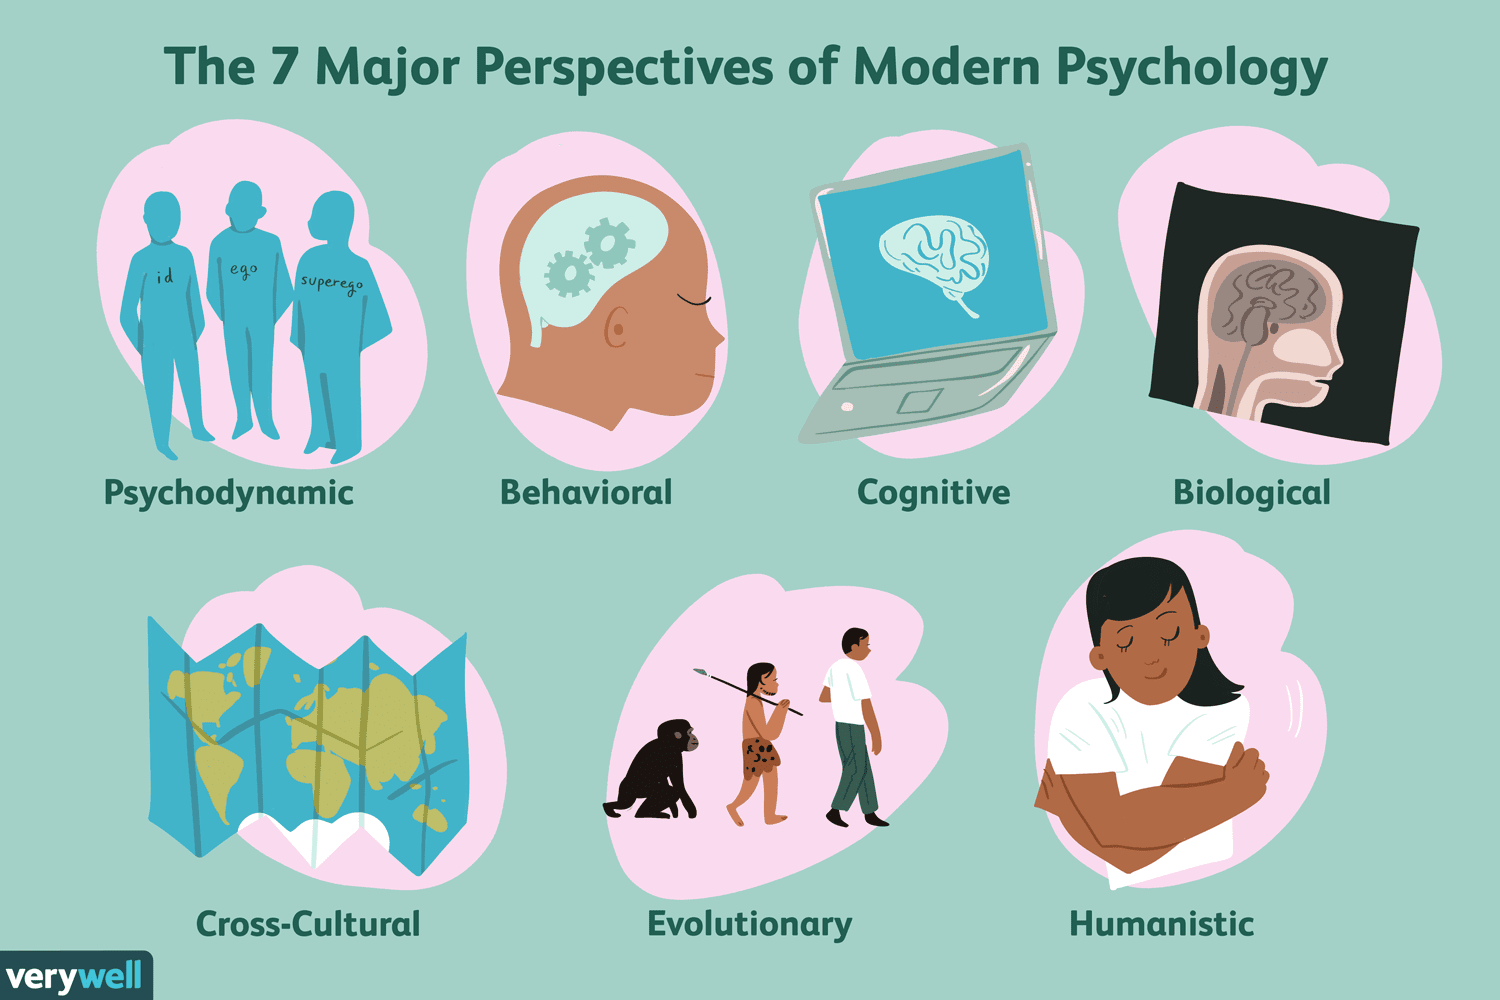 The 7 Major Perspectives of Modern Psychology
id
ego
superego
Psychodynamic
Behavioral
Cognitive
Biological
Cross-Cultural
Evolutionary
Humanistic
verywell